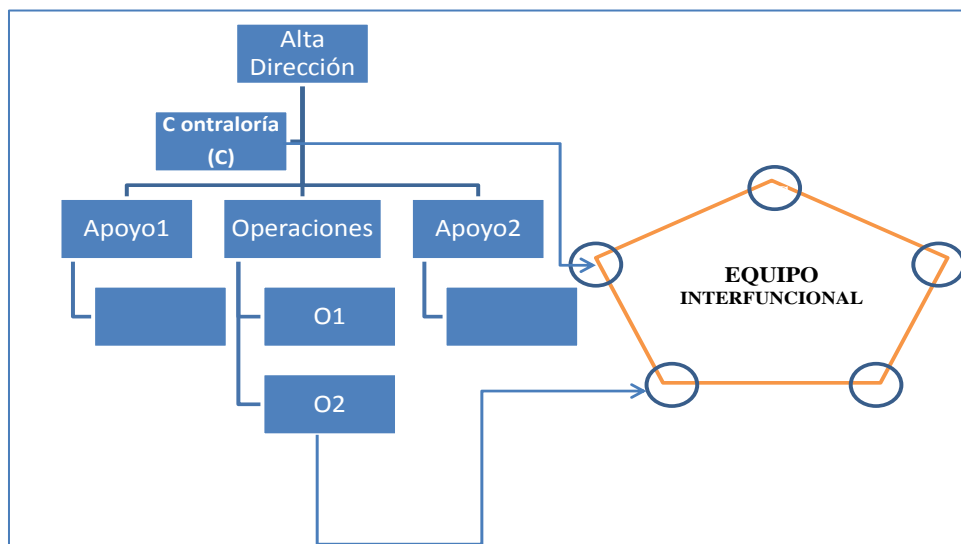 Alta
Dirección
C ontraloría
(C)
Apoyo1
Operaciones
Apoyo2
O1
O2
EQUIPO
INTERFUNCIONAL